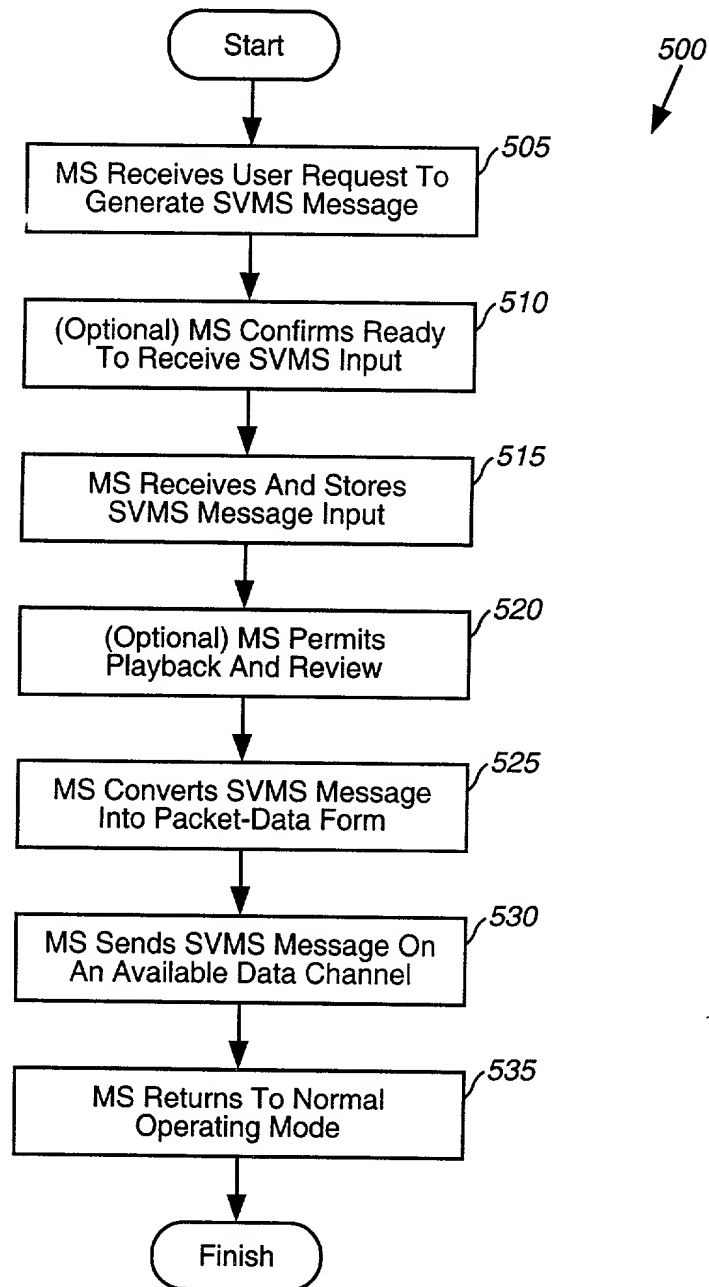 Start
500
505
MS Receives User Request To
Generate SVMS Message
510
(Optional) MS Confirms Ready
To Receive SVMS Input
515
MS Receives And Stores
SVMS Message Input
520
(Optional) MS Permits
Playback And Review
525
MS Converts SVMS Message
Into Packet-Data Form
530
MS Sends SVMS Message On
An Available Data Channel
535
MS Returns To Normal
Operating Mode
Finish